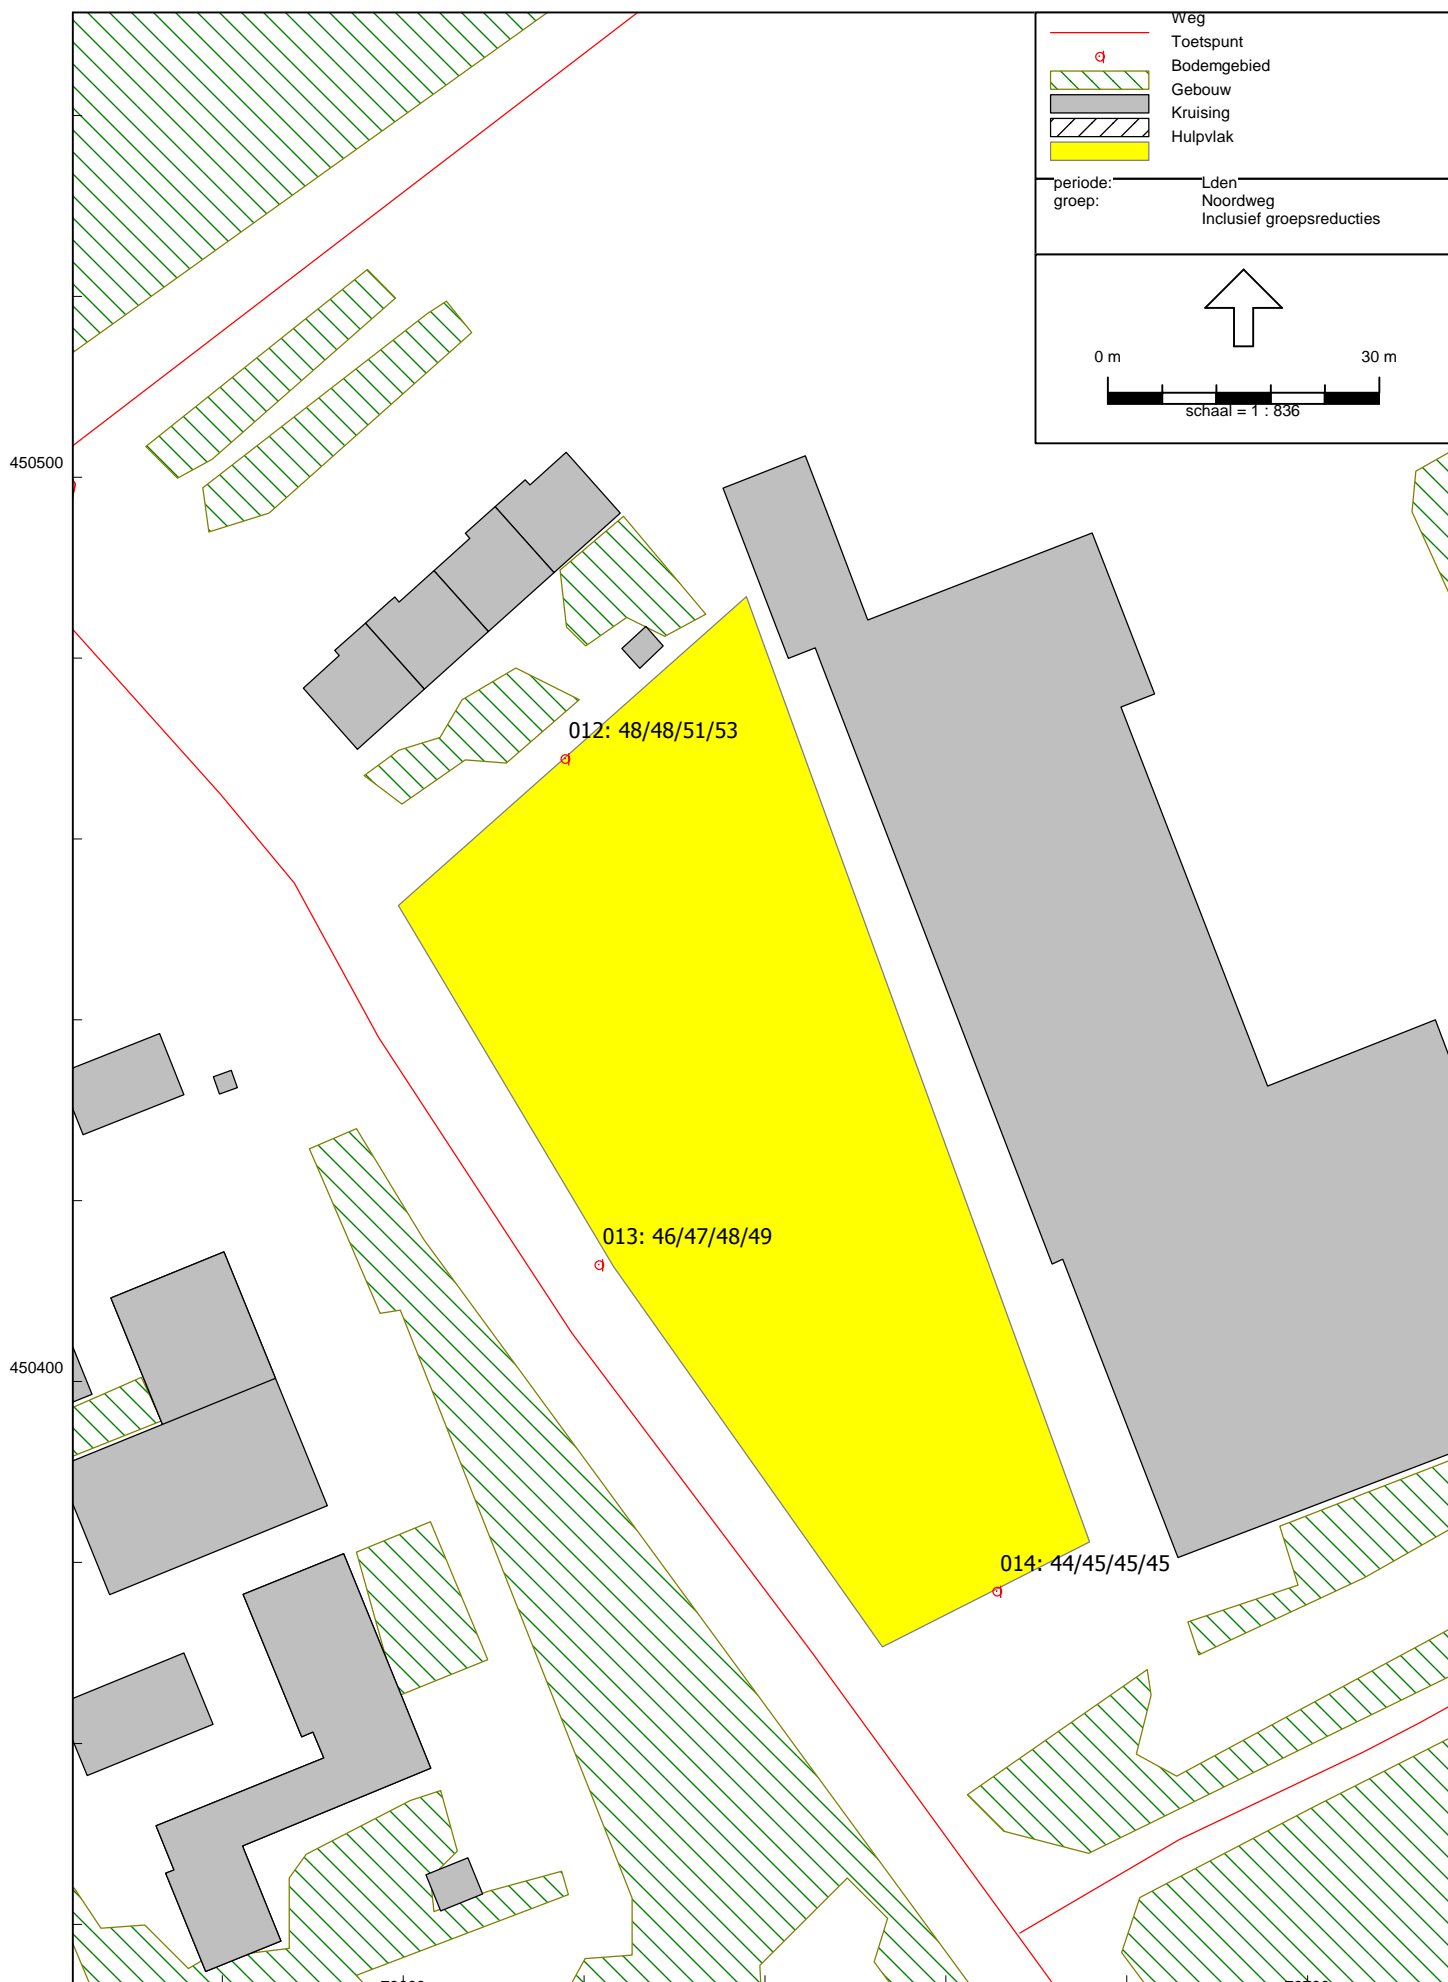 Weg
Toetspunt
Bodemgebied
Gebouw
Kruising
Hulpvlak
periode: Lden
groep: Noordweg
Inclusief groepsreducties
0 m 30 m
schaal = 1 : 836
450500
012: 48/48/51/53
013: 46/47/48/49
450400
014: 44/45/45/45